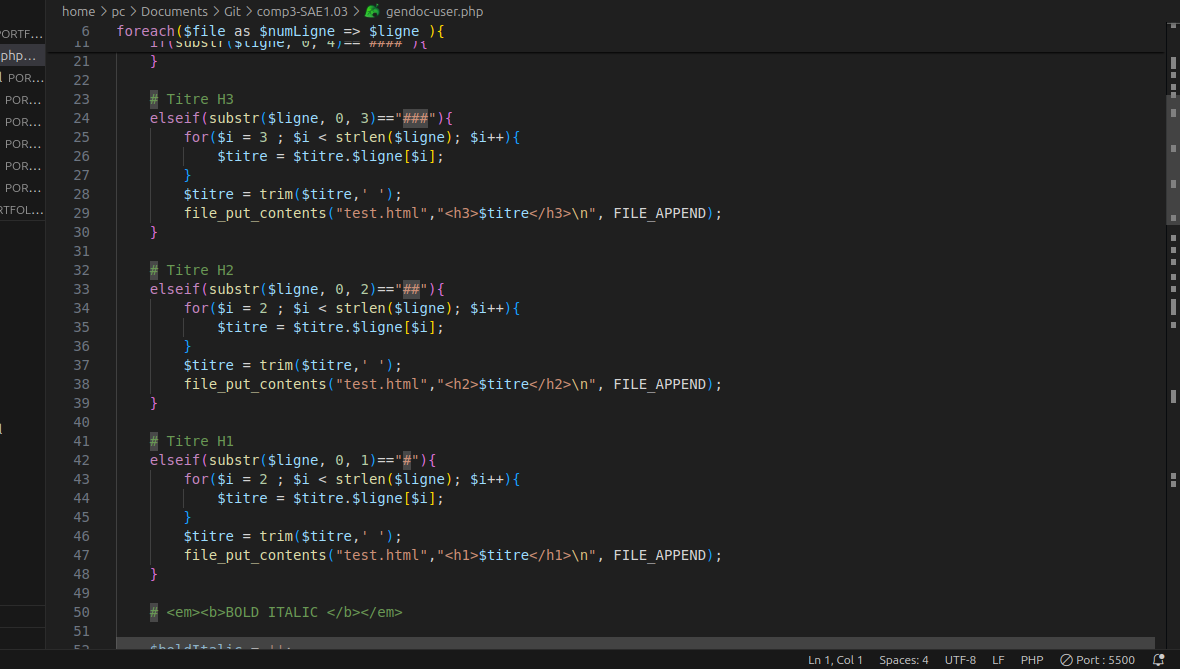 home > pc > Documents > Git > comp3-SAE1.03 > gendoc-user.php
PORTF...
php...
POR...
POR...
POR...
POR...
POR...
POR...
RTFOL...
6 foreach($file as $numLigne => $ligne ){
11 if(substr($ligne, 0, 4)=="####"){
21 }
22
23 # Titre H3
24 elseif(substr($ligne, 0, 3)=="###"){
25 for($i = 3 ; $i < strlen($ligne); $i++){
26 $titre = $titre.$ligne[$i];
27 }
28 $titre = trim($titre,' ');
29 file_put_contents("test.html","<h3>$titre</h3>\n", FILE_APPEND);
30 }
31
32 # Titre H2
33 elseif(substr($ligne, 0, 2)=="##"){
34 for($i = 2 ; $i < strlen($ligne); $i++){
35 $titre = $titre.$ligne[$i];
36 }
37 $titre = trim($titre,' ');
38 file_put_contents("test.html","<h2>$titre</h2>\n", FILE_APPEND);
39 }
40
41 # Titre H1
42 elseif(substr($ligne, 0, 1)=="#"){
43 for($i = 2 ; $i < strlen($ligne); $i++){
44 $titre = $titre.$ligne[$i];
45 }
46 $titre = trim($titre,' ');
47 file_put_contents("test.html","<h1>$titre</h1>\n", FILE_APPEND);
48 }
49
50 # <em><b>BOLD ITALIC </b></em>
51
52 $boldItalic = '';
Ln 1, Col 1 Spaces: 4 UTF-8 LF PHP Port : 5500